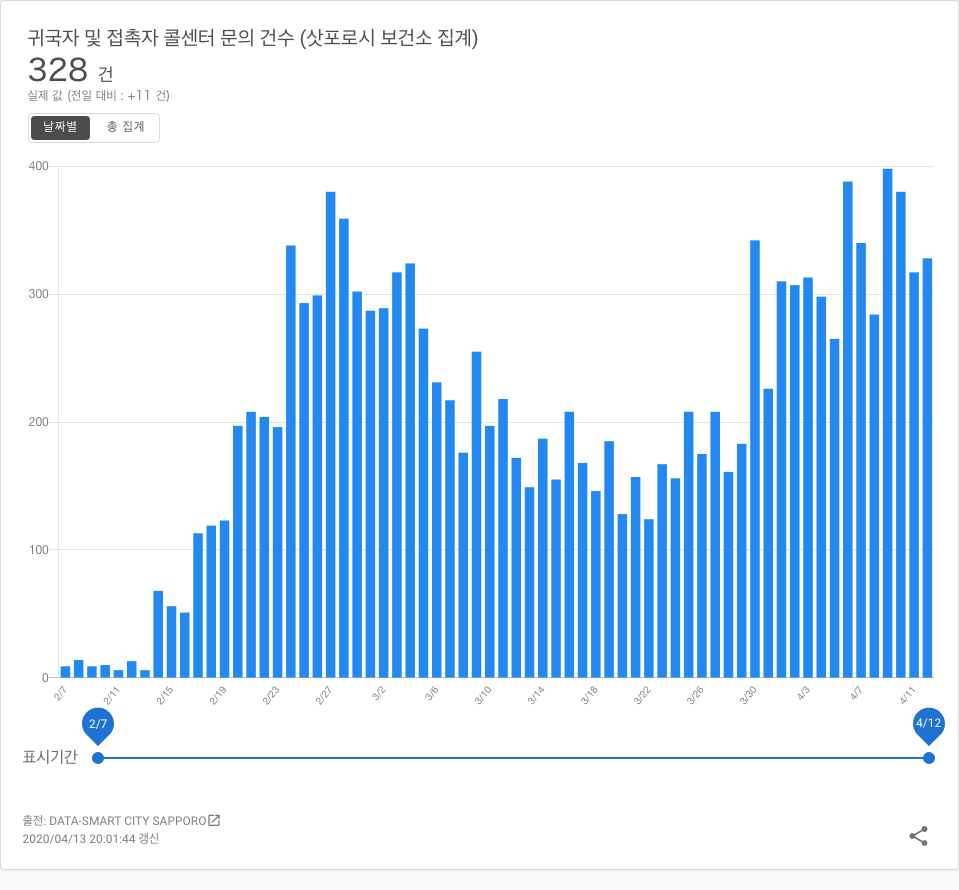 귀국자 및 접촉자 콜센터 문의 건수 (삿포로시 보건소 집계)
328 건
실제 값 (전일 대비 : +11 건)
날짜별 총 집계
400
300
200
100
0
2/7 2/11 2/15 2/19 2/23 2/27 3/2 3/6 3/10 3/14 3/18 3/22 3/26 3/30 4/3 4/7 4/11
2/7 4/12
표시기간
출전: DATA-SMART CITY SAPPORO
2020/04/13 20:01:44 갱신